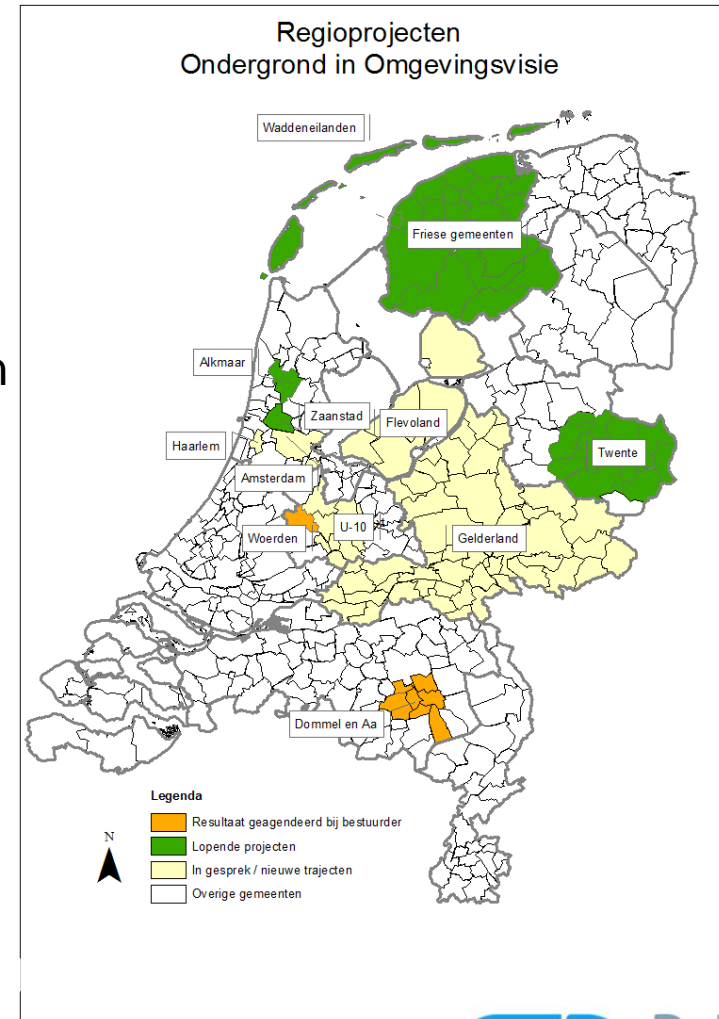 Regioprojecten
Ondergrond in Omgevingsvisie
Waddeneilanden
Friese gemeenten
Alkmaar
Zaanstad
Flevoland
Haarlem
Twente
Amsterdam
U-10
Woerden
Gelderland
Dommel en Aa
Legenda
N
Resultaat geagendeerd bij bestuurder
Lopende projecten
In gesprek / nieuwe trajecten
Overige gemeenten